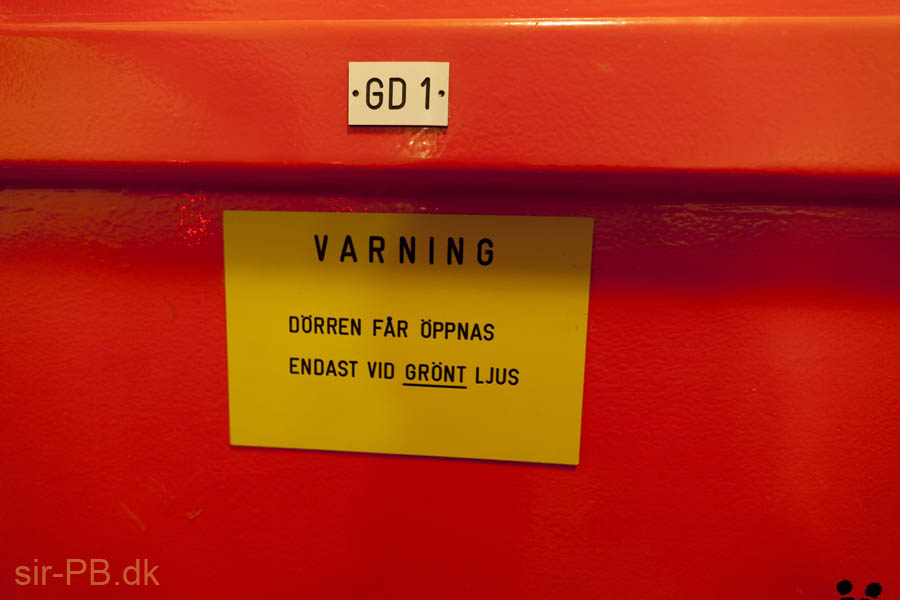 GD 1
VARNING
DÖRREN FÅR ÖPPNAS
ENDAST VID GRÖNT LJUS
sir-PB.dk